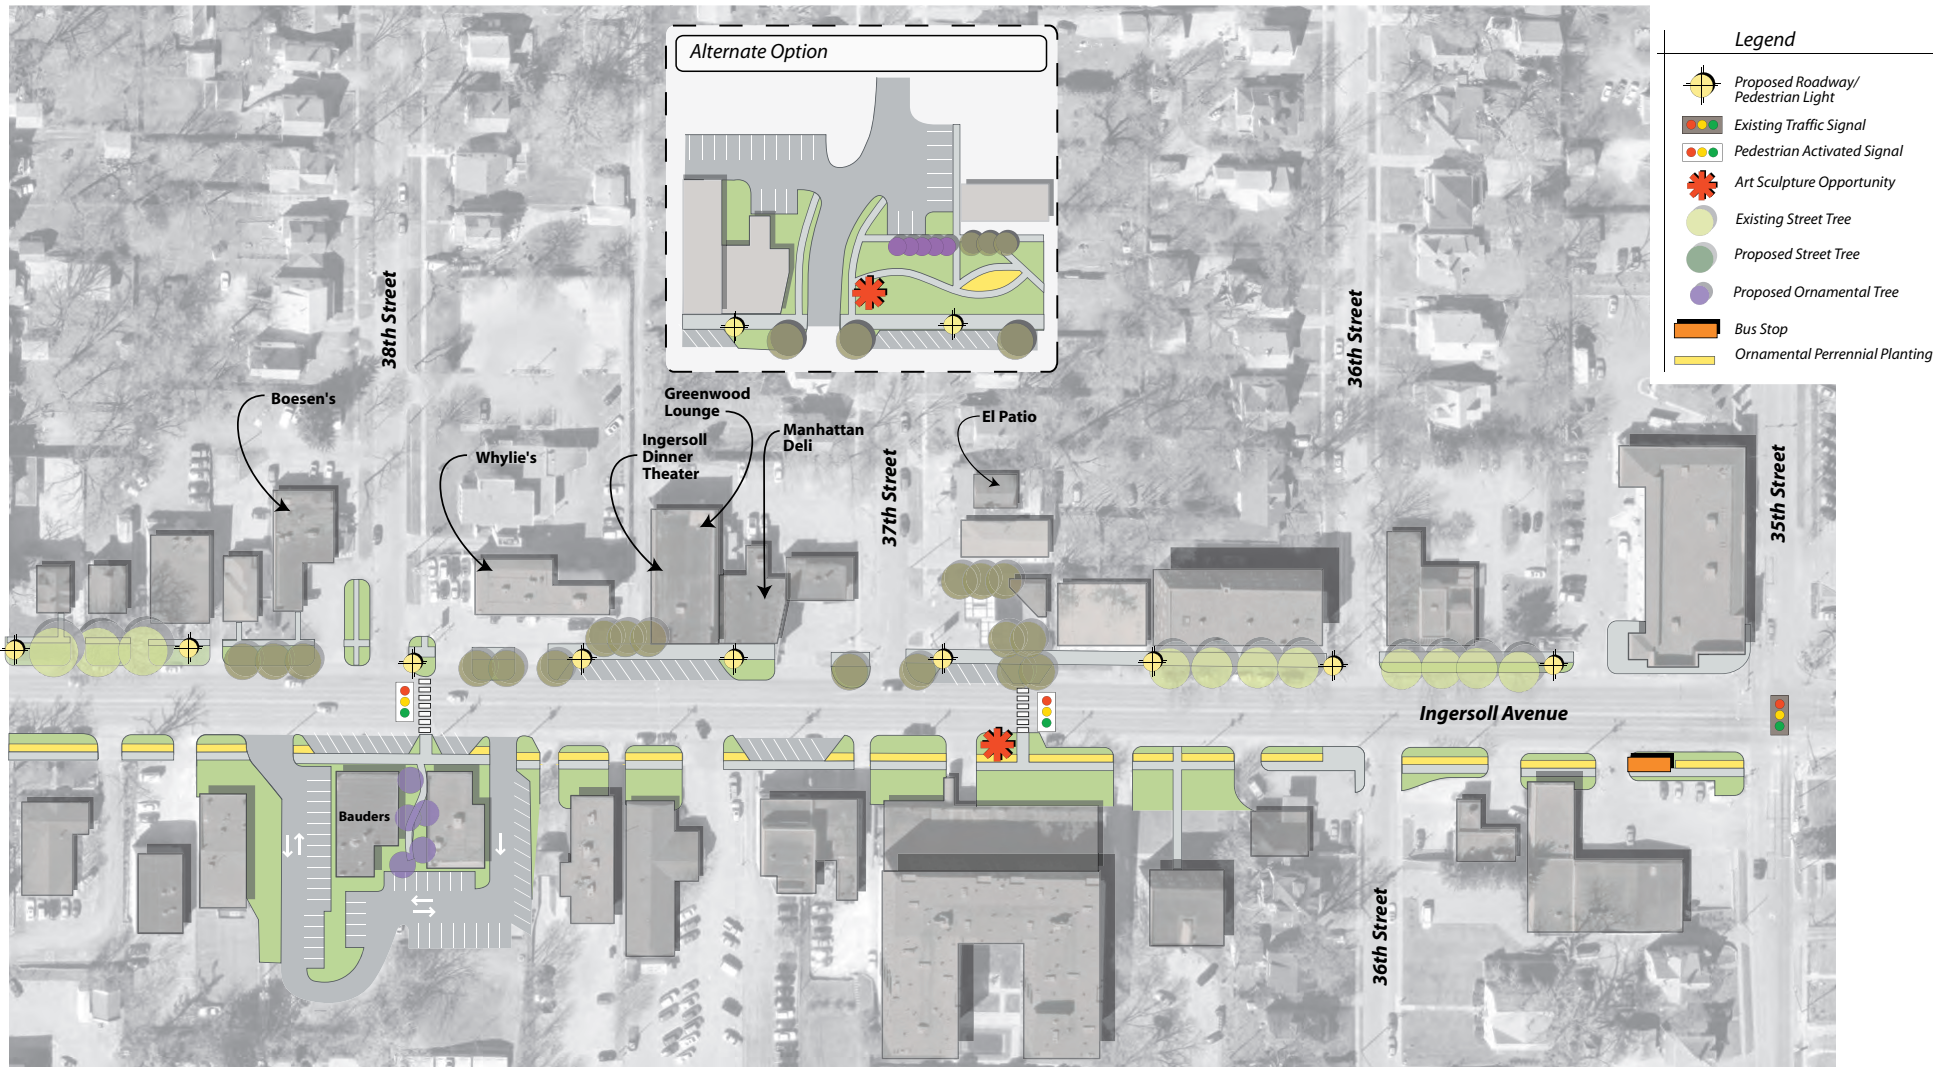 Alternate Option
Legend
Proposed Roadway/
Pedestrian Light
Existing Traffic Signal
Pedestrian Activated Signal
Art Sculpture Opportunity
Existing Street Tree
Proposed Street Tree
Proposed Ornamental Tree
Bus Stop
Ornamental Perrennial Planting
38th Street
36th Street
Boesen's
Greenwood
Lounge
Ingersoll
Dinner
Theater
Manhattan
Deli
El Patio
Whylie's
37th Street
35th Street
Ingersoll Avenue
Bauders
36th Street